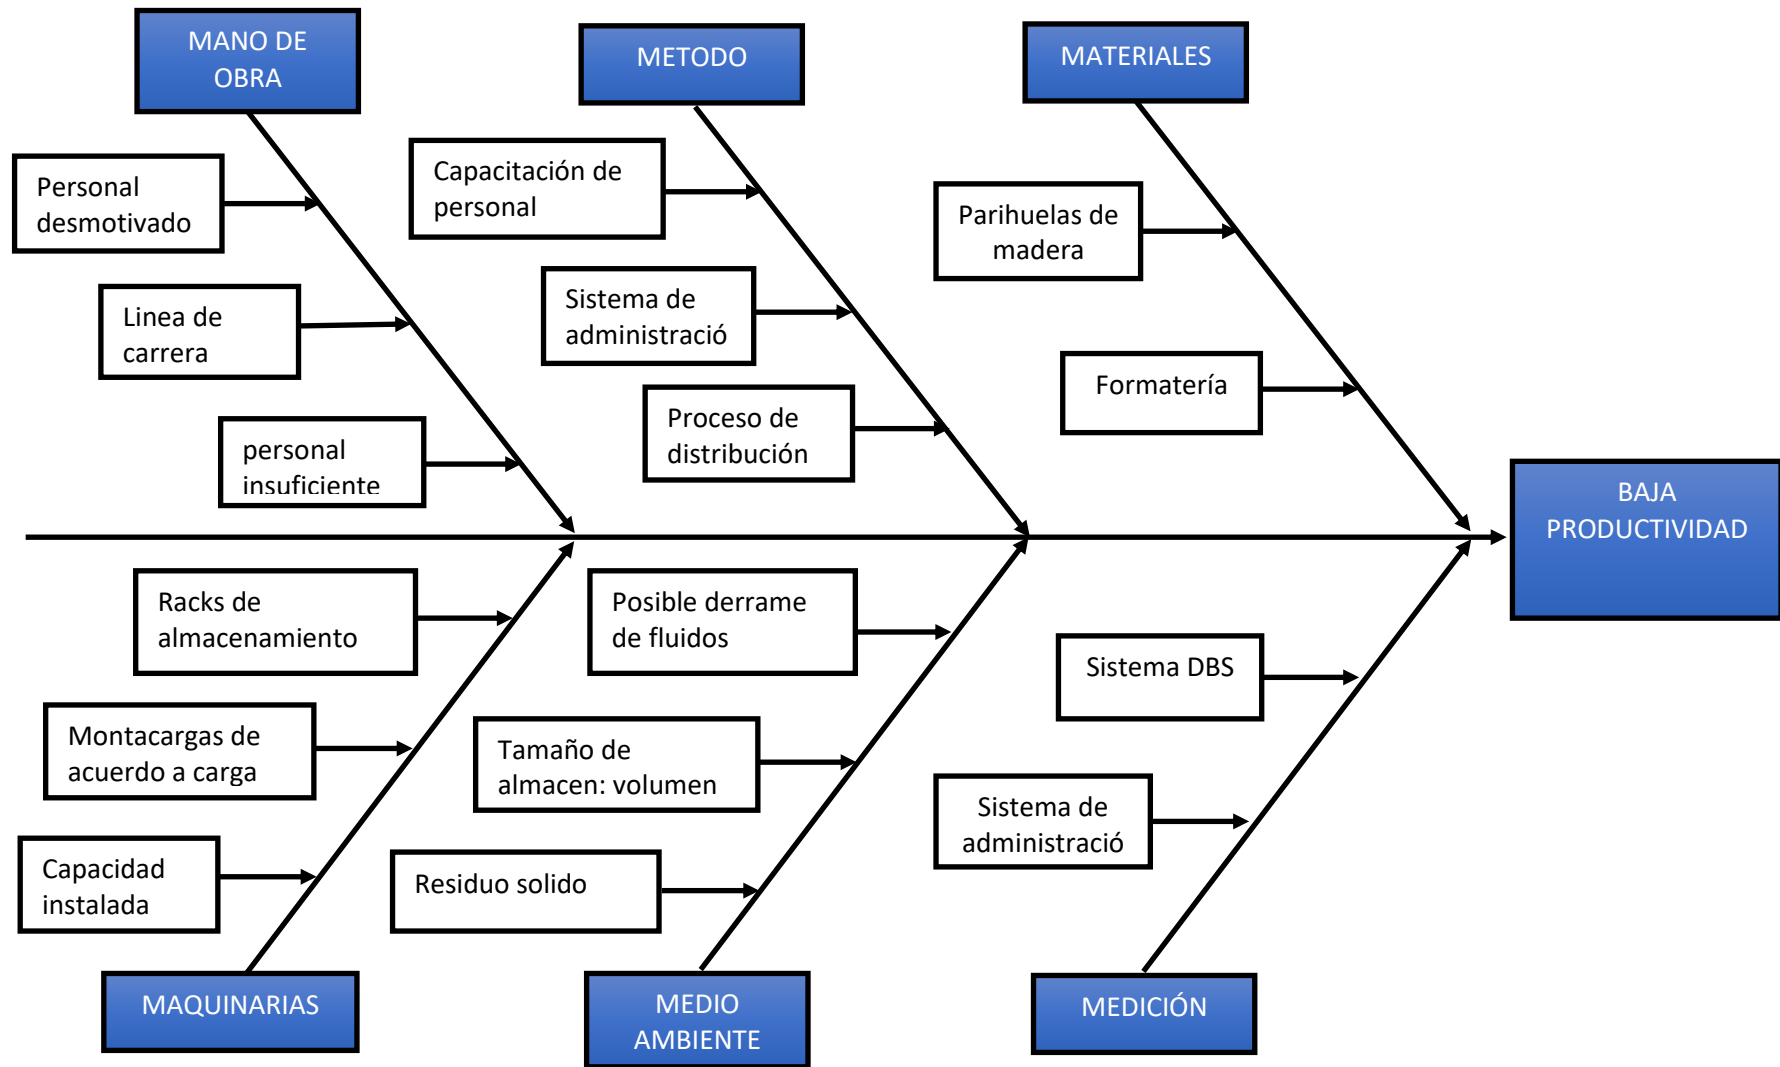 MANO DE
OBRA
METODO
MATERIALES
Personal
desmotivado
Capacitación de
personal
Parihuelas de
madera
Linea de
carrera
Sistema de
administració
Formatería
personal
insuficiente
Proceso de
distribución
BAJA
PRODUCTIVIDAD
Racks de
almacenamiento
Posible derrame
de fluidos
Sistema DBS
Montacargas de
acuerdo a carga
Tamaño de
almacen: volumen
Sistema de
administració
Capacidad
instalada
Residuo solido
MAQUINARIAS
MEDIO
AMBIENTE
MEDICIÓN